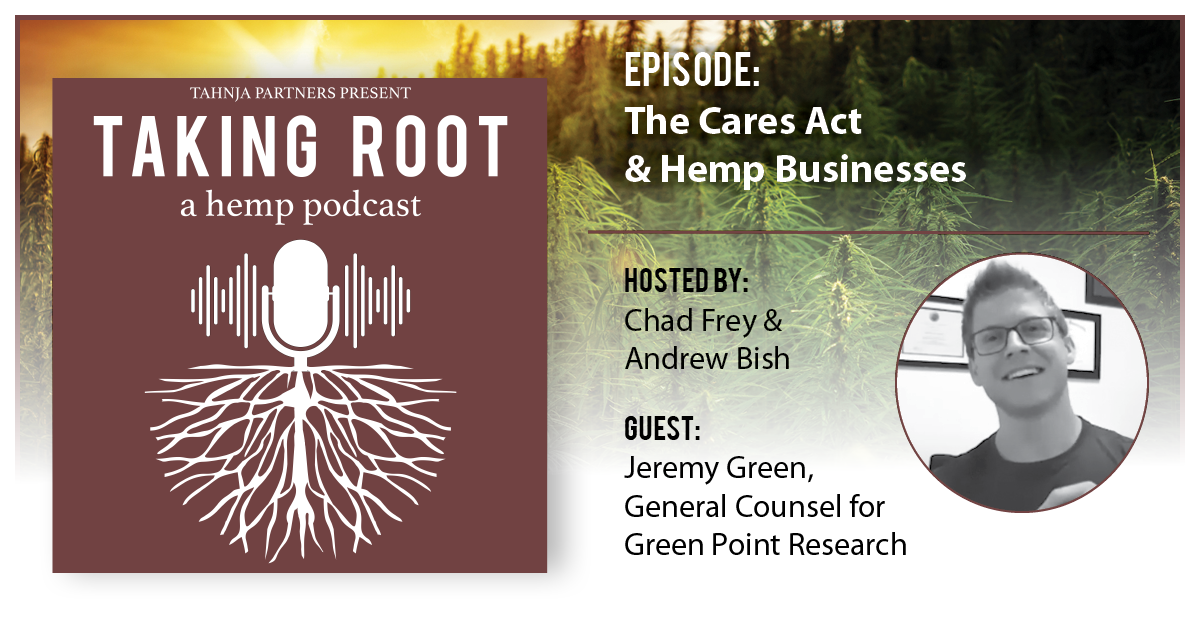 TAHNJA PARTNERS PRESENT
TAKING ROOT
a hemp podcast
EPISODE:
The Cares Act
& Hemp Businesses
HOSTED BY:
Chad Frey &
Andrew Bish
GUEST:
Jeremy Green,
General Counsel for
Green Point Research